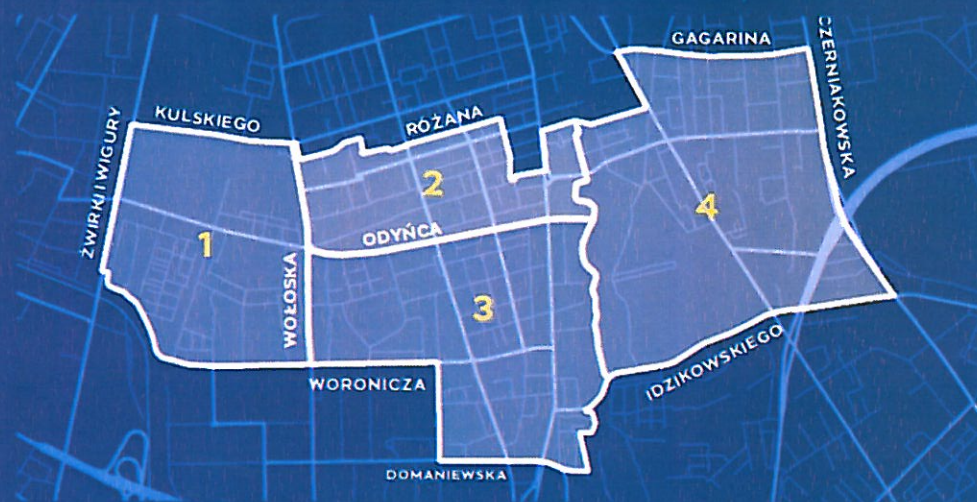 GAGARINA
CZERNIAKOWSKA
KULSKIEGO
RÓŻANA
ŻWIRKI I WIGURY
2
4
1
ODYŃCA
WOŁOSKA
3
WORONICZA
IDZIKOWSKIEGO
DOMANIEWSKA